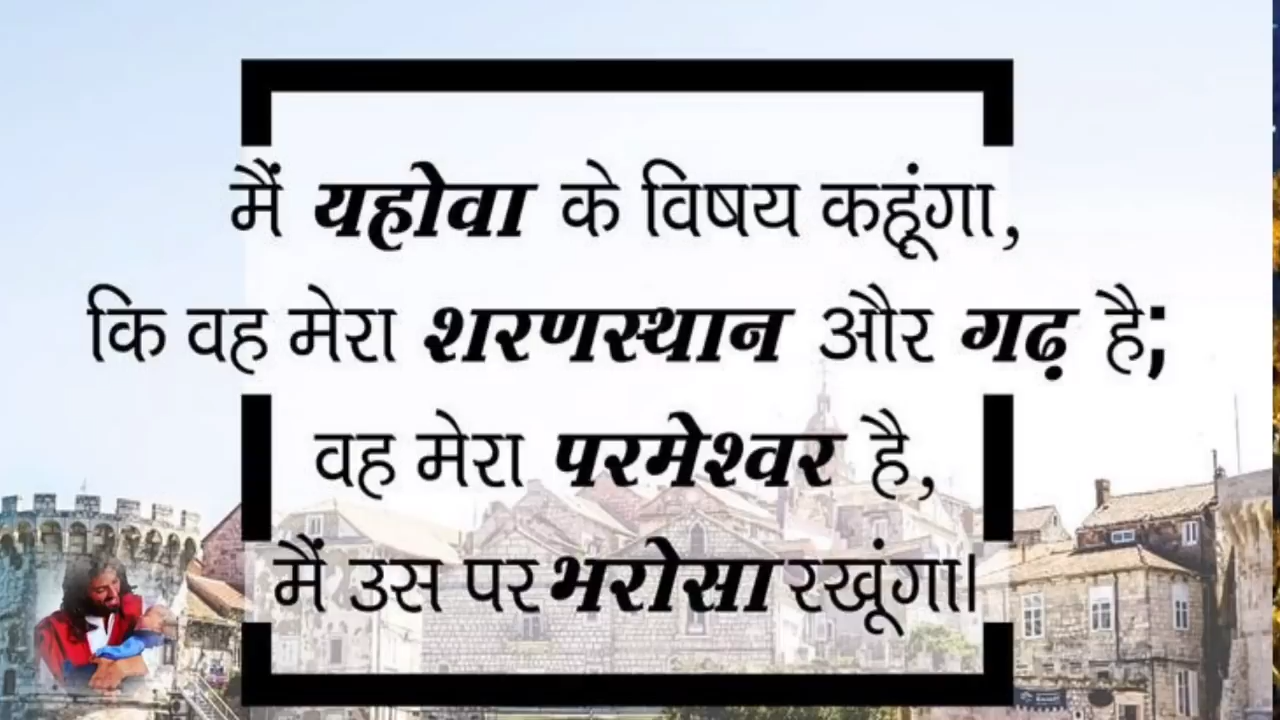 मैं यहोवा के विषय कहूंगा,
कि वह मेरा शरणस्थान और गढ़ है;
वह मेरा परमेश्वर है,
मैं उस पर भरोसा रखूंगा।